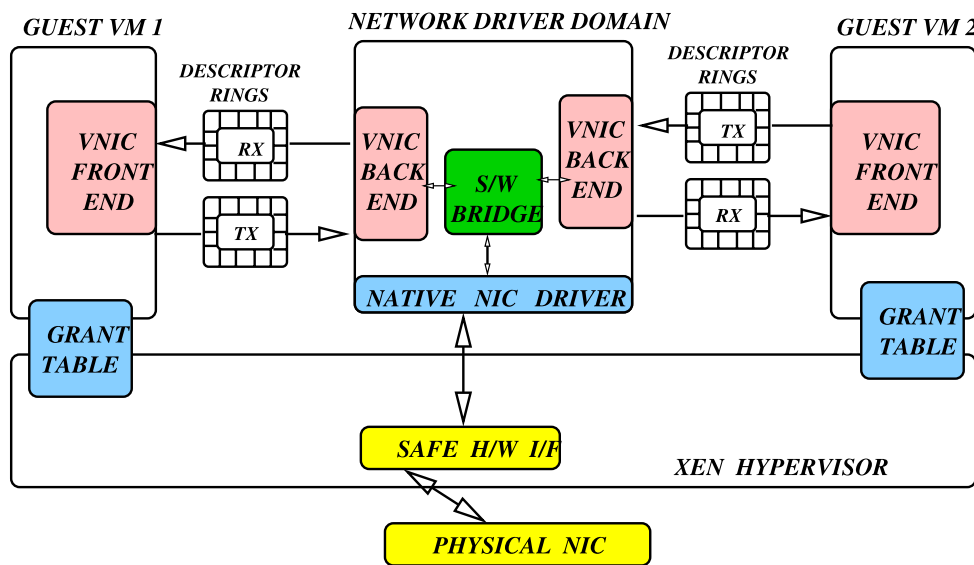 GUEST VM 1
NETWORK DRIVER DOMAIN
GUEST VM 2
DESCRIPTOR
RINGS
DESCRIPTOR
RINGS
VNIC
FRONT
END
RX
TX
VNIC
BACK
END
S/W
BRIDGE
VNIC
BACK
END
TX
RX
VNIC
FRONT
END
NATIVE NIC DRIVER
GRANT
TABLE
GRANT
TABLE
SAFE H/W I/F
XEN HYPERVISOR
PHYSICAL NIC